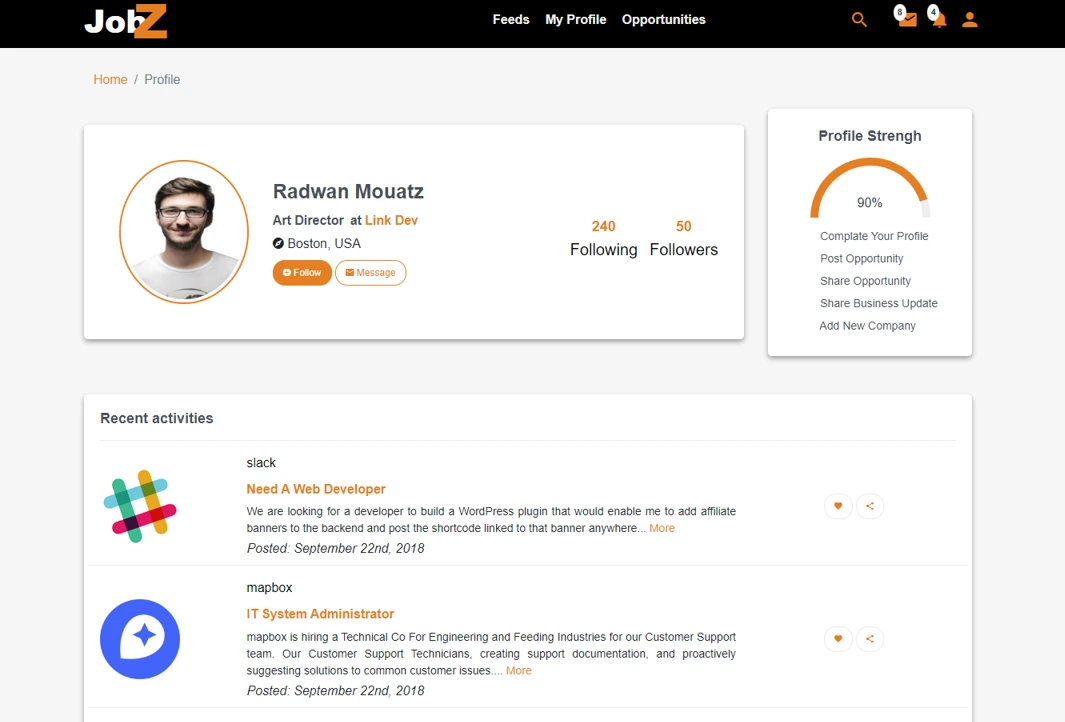 JobZ
Feeds My Profile Opportunities
8 4
Home / Profile
Radwan Mouatz
Art Director at Link Dev
Boston, USA
Follow Message
240 50
Following Followers
Profile Strengh
90%
Complate Your Profile
Post Opportunity
Share Opportunity
Share Business Update
Add New Company
Recent activities
slack
Need A Web Developer
We are looking for a developer to build a WordPress plugin that would enable me to add affiliate
banners to the backend and post the shortcode linked to that banner anywhere... More
Posted: September 22nd, 2018
mapbox
IT System Administrator
mapbox is hiring a Technical Co For Engineering and Feeding Industries for our Customer Support
team. Our Customer Support Technicians, creating support documentation, and proactively
suggesting solutions to common customer issues.... More
Posted: September 22nd, 2018